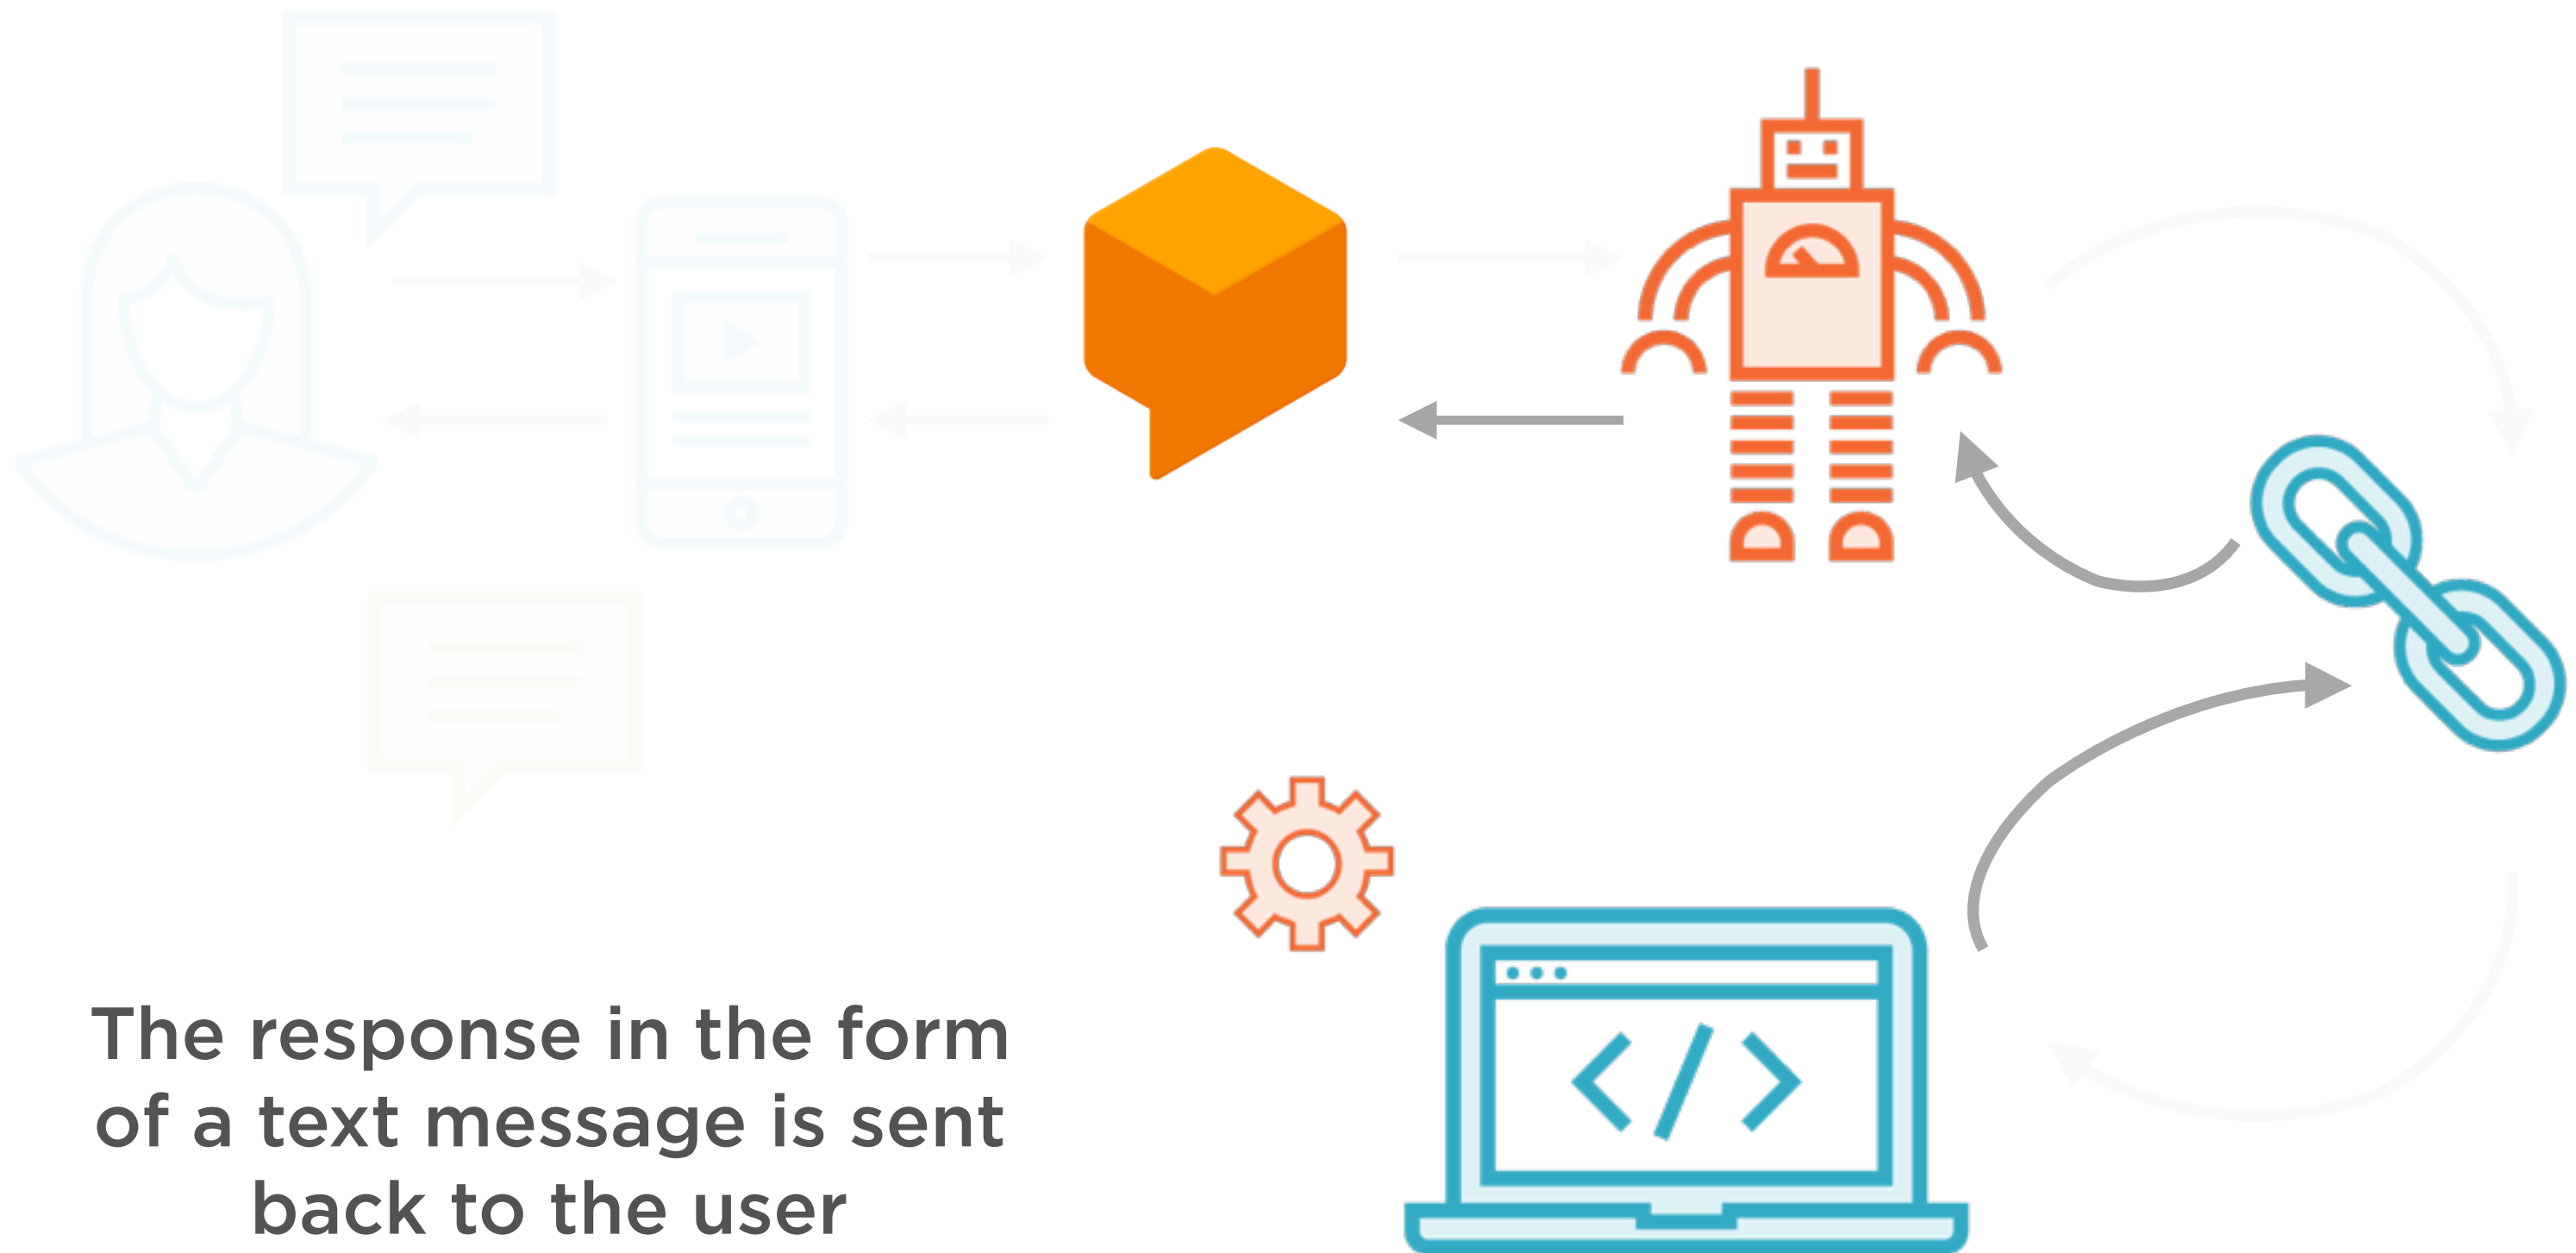 The response in the form
of a text message is sent
back to the user